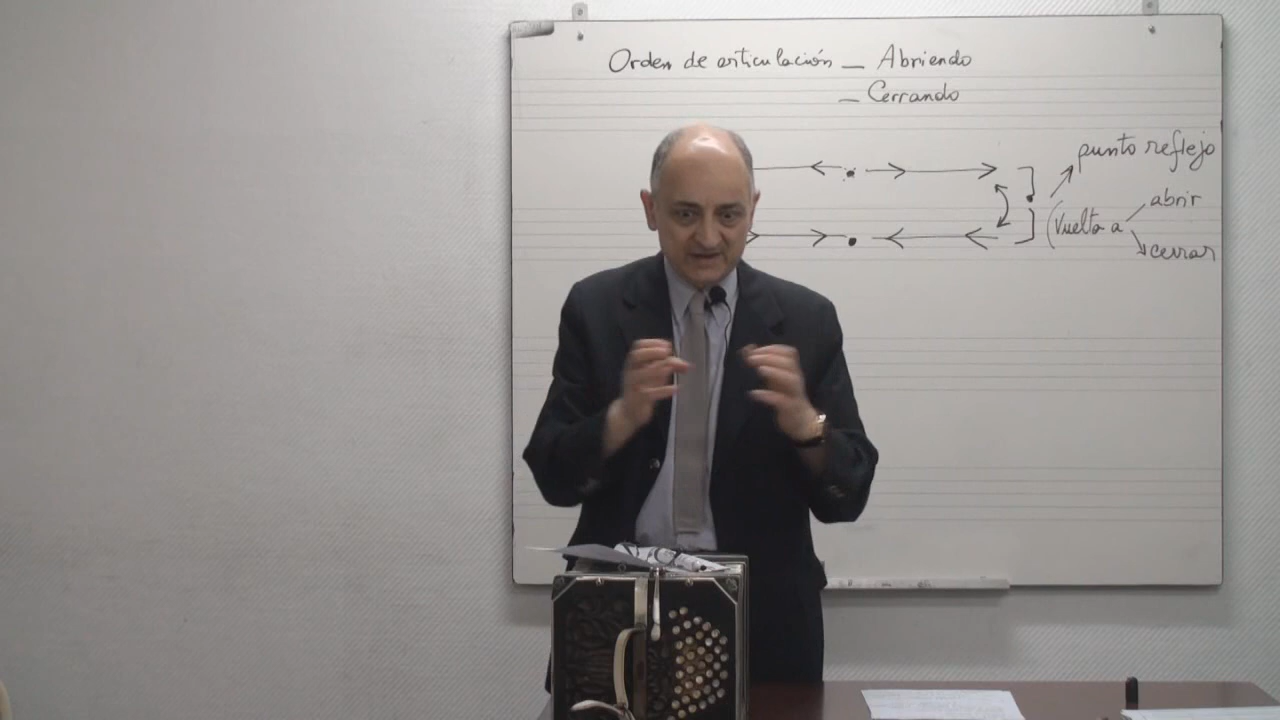 Orden de articulación — Abriendo
— Cerrando
punto reflejo
(Vuelta a
abrir
cerrar